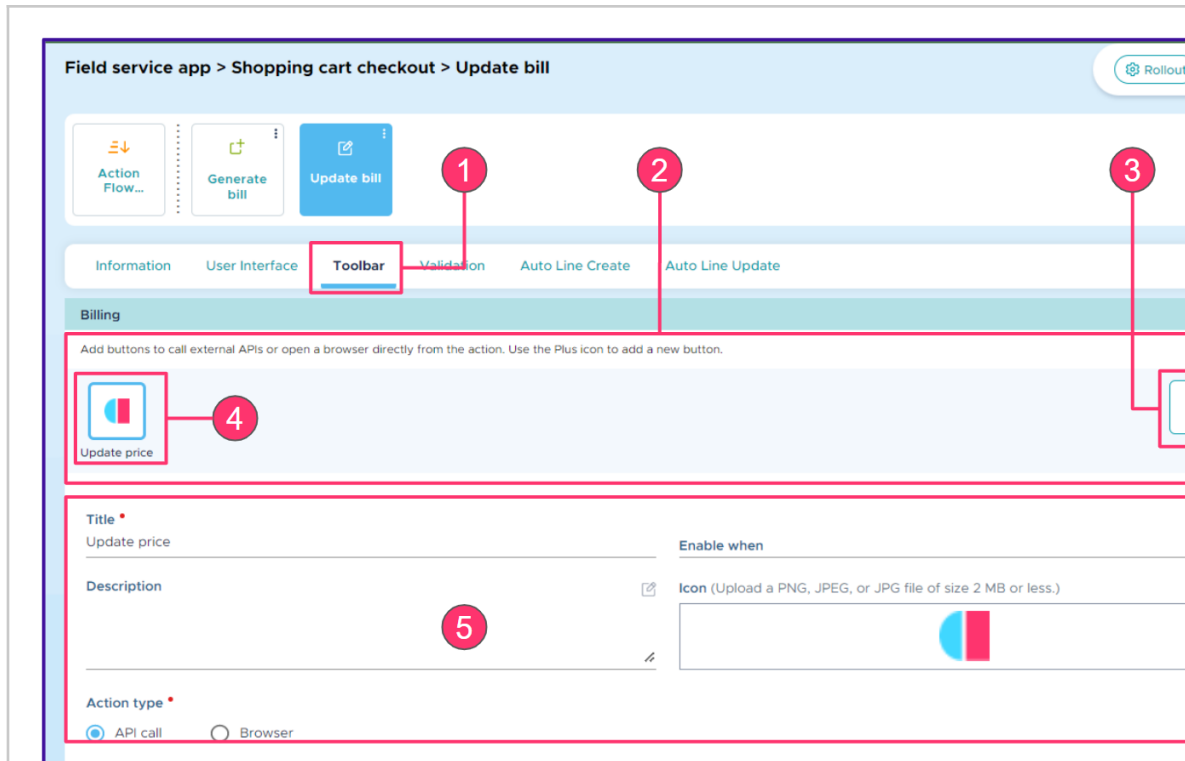 Field service app > Shopping cart checkout > Update bill
Rollout
Action
Flow...
Generate
bill
Update bill
1
2
3
Information User Interface Toolbar Validation Auto Line Create Auto Line Update
Billing
Add buttons to call external APIs or open a browser directly from the action. Use the Plus icon to add a new button.
4
Update price
Title •
Update price
Enable when
Description
Icon (Upload a PNG, JPEG, or JPG file of size 2 MB or less.)
5
Action type •
API call Browser